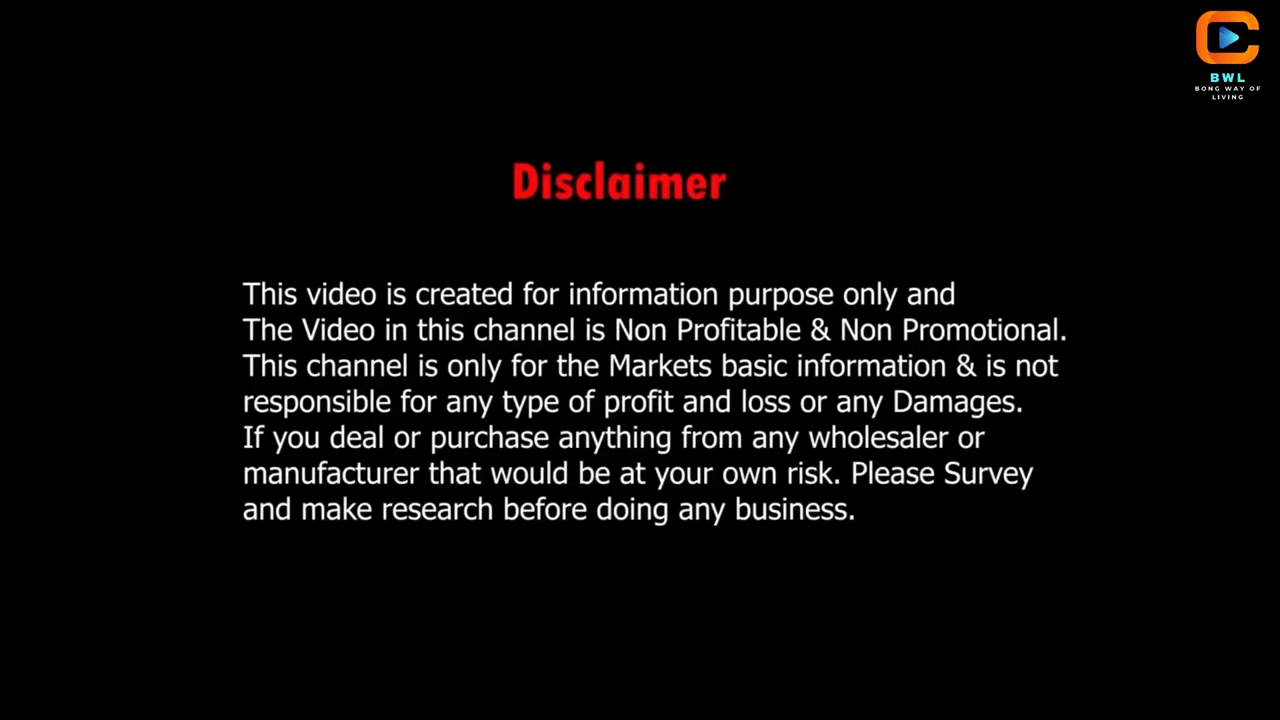 BWL
BONG WAY OF
LIVING
Disclaimer
This video is created for information purpose only and
The Video in this channel is Non Profitable & Non Promotional.
This channel is only for the Markets basic information & is not
responsible for any type of profit and loss or any Damages.
If you deal or purchase anything from any wholesaler or
manufacturer that would be at your own risk. Please Survey
and make research before doing any business.